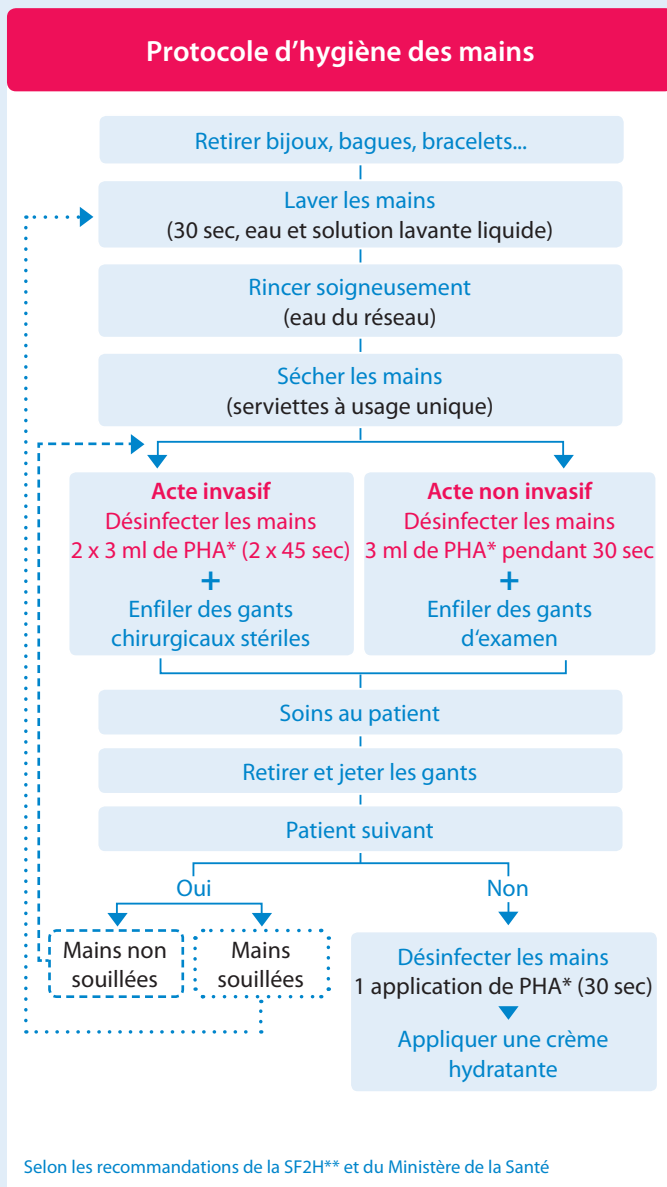 Protocole d’hygiène des mains
Retirer bijoux, bagues, bracelets...
Laver les mains
(30 sec, eau et solution lavante liquide)
Rincer soigneusement
(eau du réseau)
Sécher les mains
(serviettes à usage unique)
Acte invasif
Désinfecter les mains
2 x 3 ml de PHA* (2 x 45 sec)
+
Enfiler des gants
chirurgicaux stériles
Acte non invasif
Désinfecter les mains
3 ml de PHA* pendant 30 sec
+
Enfiler des gants
d‘examen
Soins au patient
Retirer et jeter les gants
Patient suivant
Oui
Non
Mains non
souillées
Mains
souillées
Désinfecter les mains
1 application de PHA* (30 sec)
Appliquer une crème
hydratante
Selon les recommandations de la SF2H** et du Ministère de la Santé